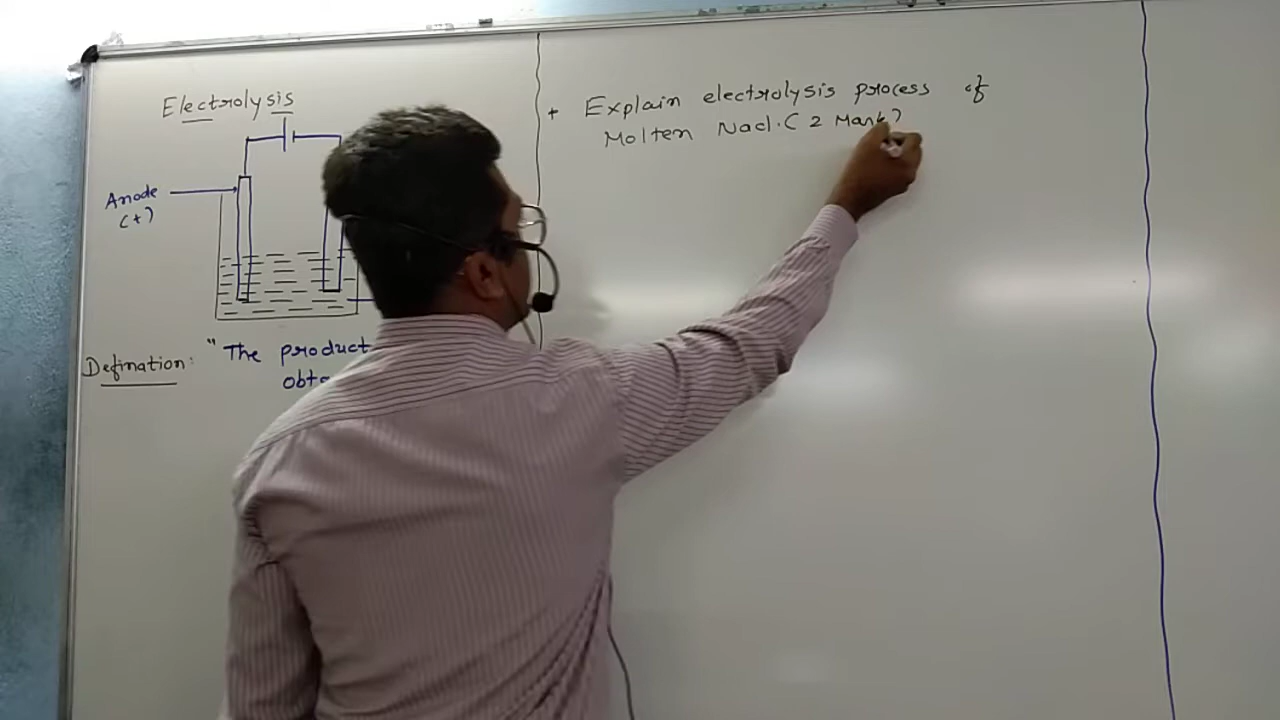 Electrolysis
Anode
(+)
Defination: "The product
obta
+ Explain electrolysis process of
Molten Nacl. ( 2 Mark)